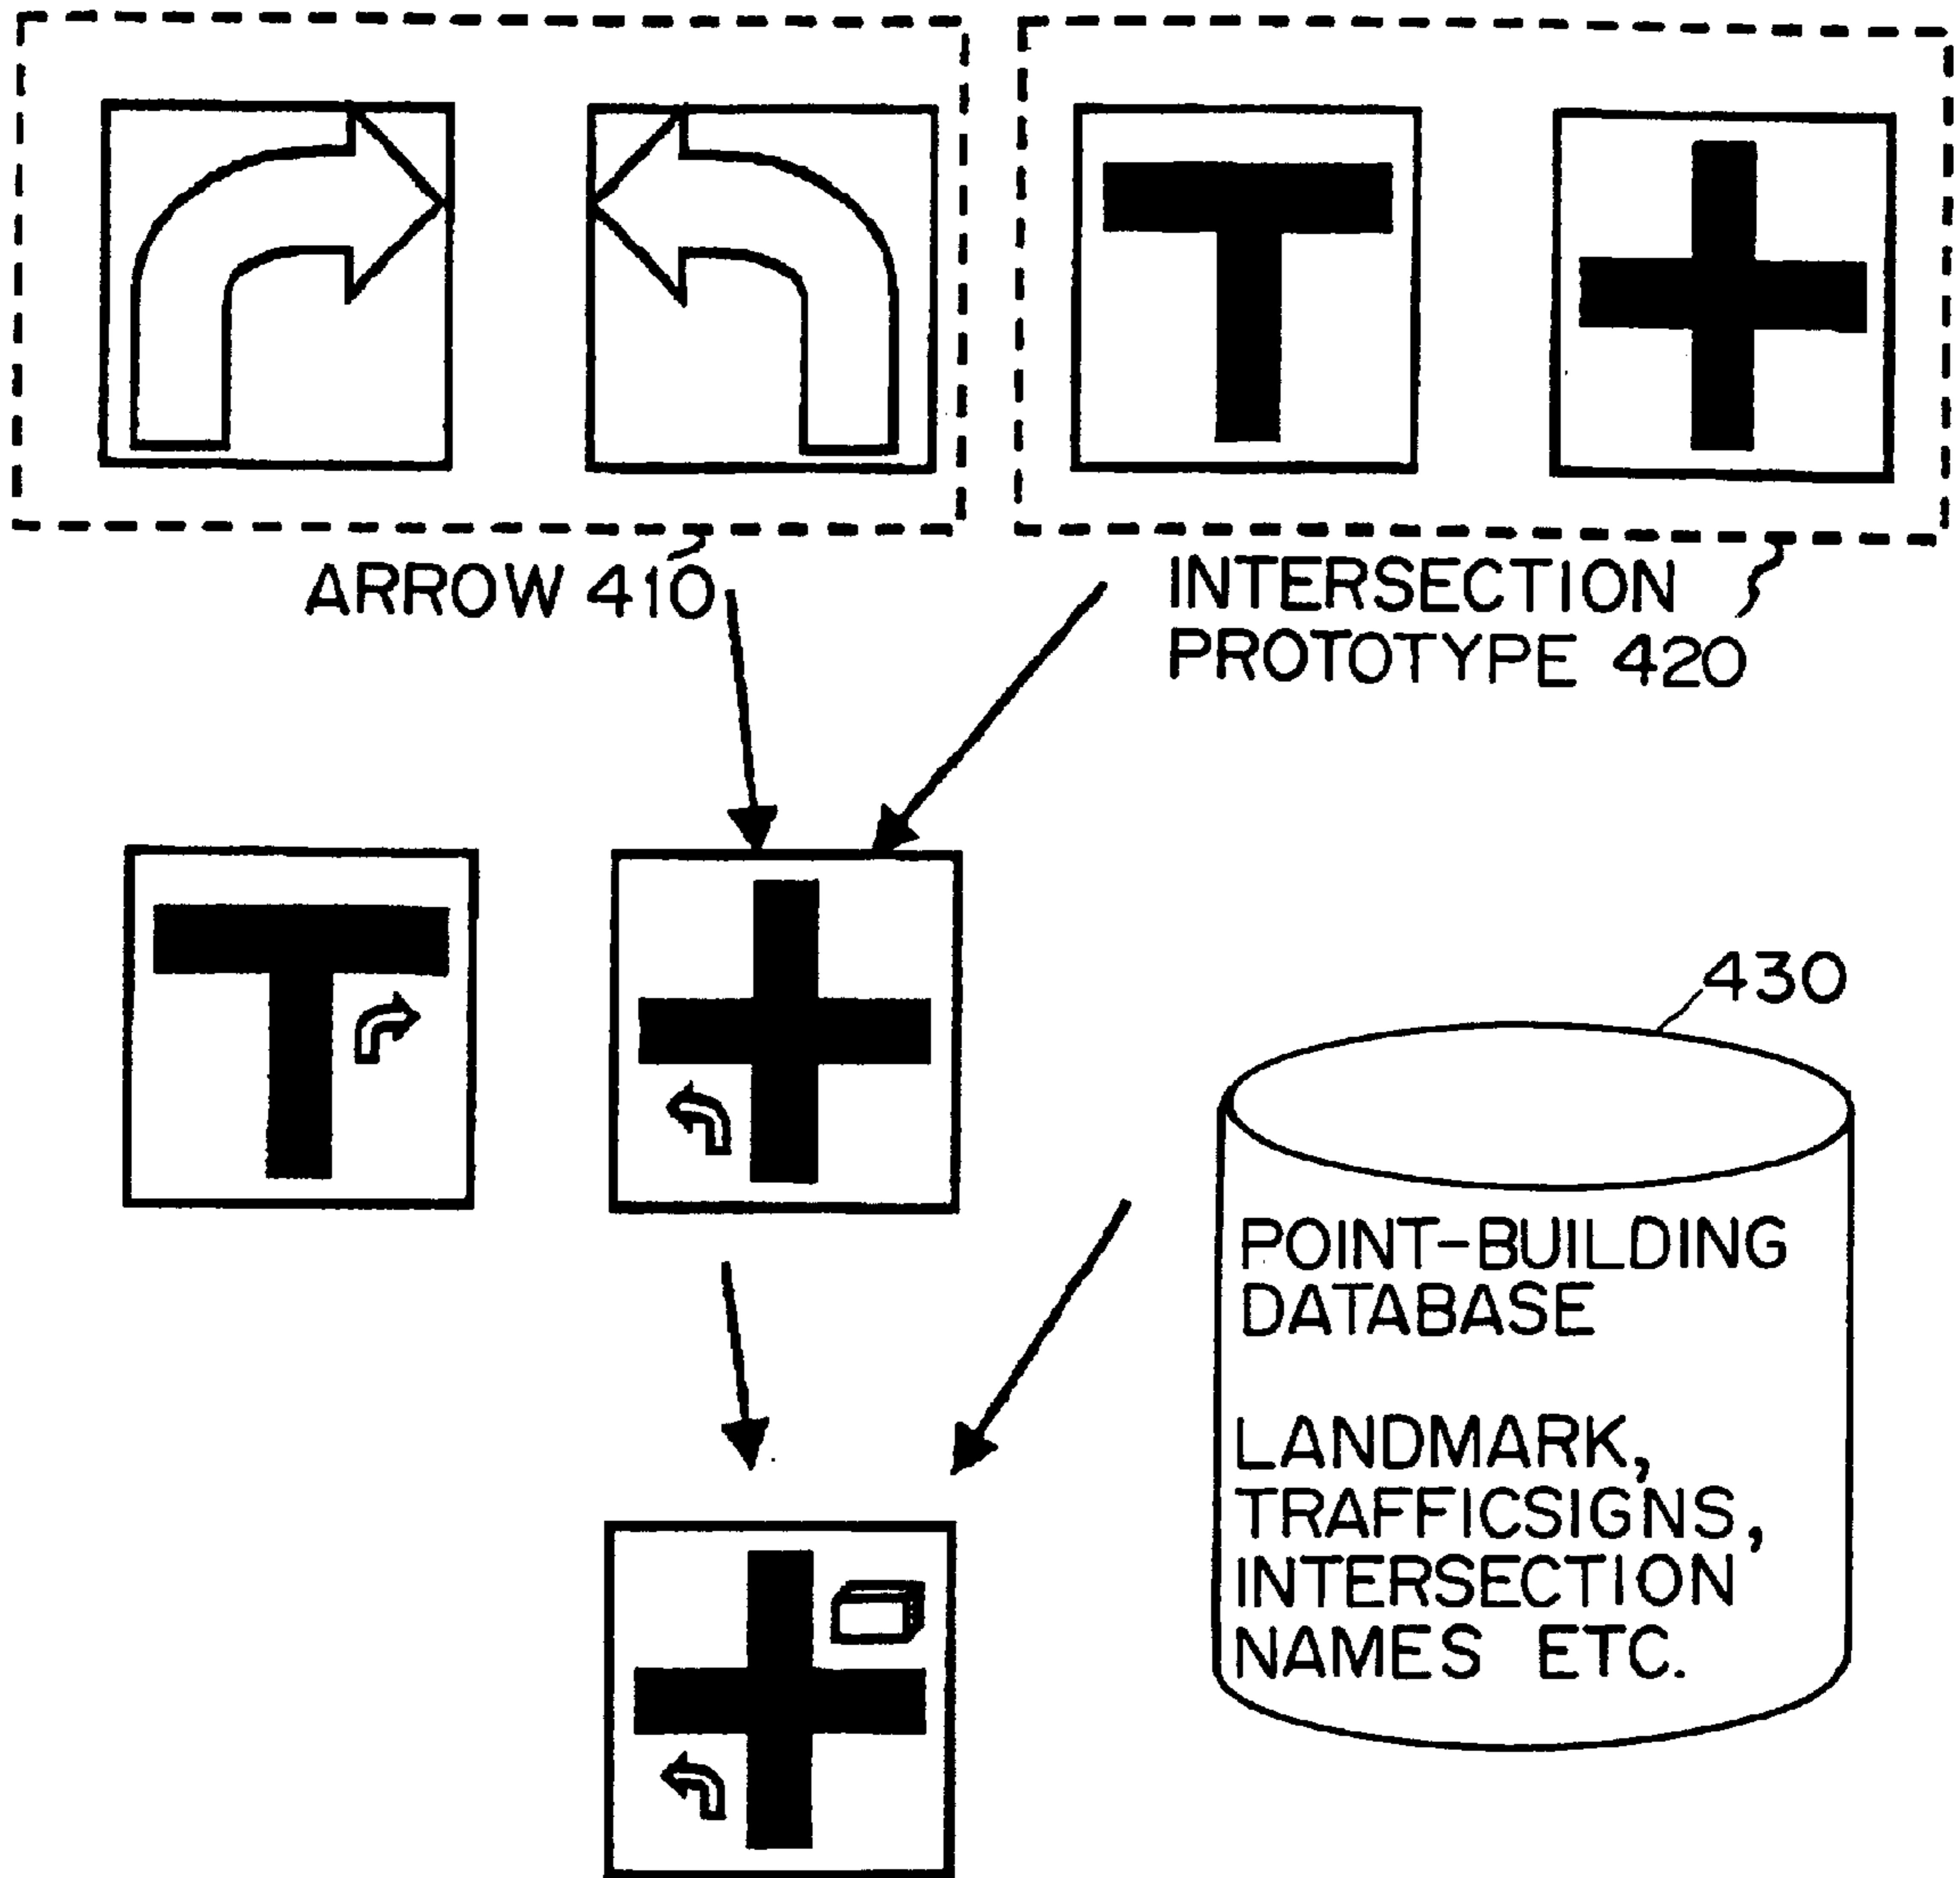 ARROW 410
INTERSECTION
PROTOTYPE 420
430
POINT-BUILDING
DATABASE
LANDMARK,
TRAFFICSIGNS,
INTERSECTION
NAMES ETC.